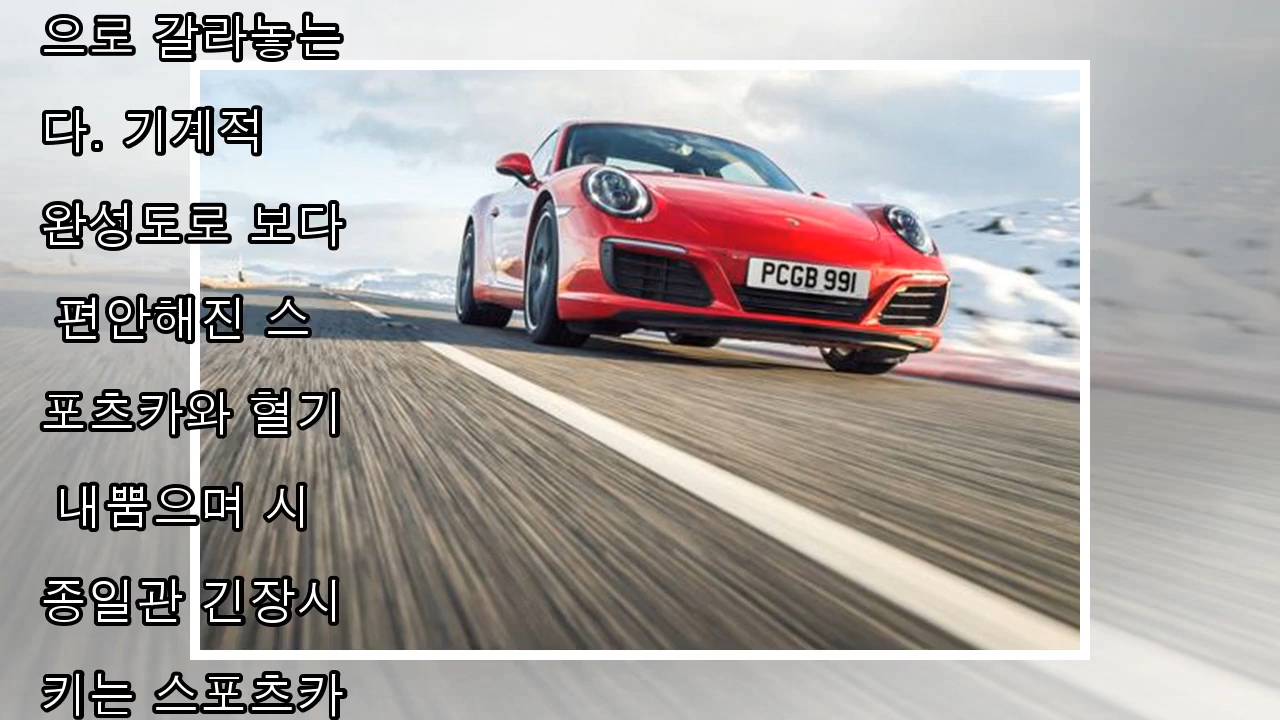 으로 갈라놓는
다. 기계적
완성도로 보다
편안해진 스
포츠카와 혈기
내뿜으며 시
종일관 긴장시
키는 스포츠카
PCGB 991